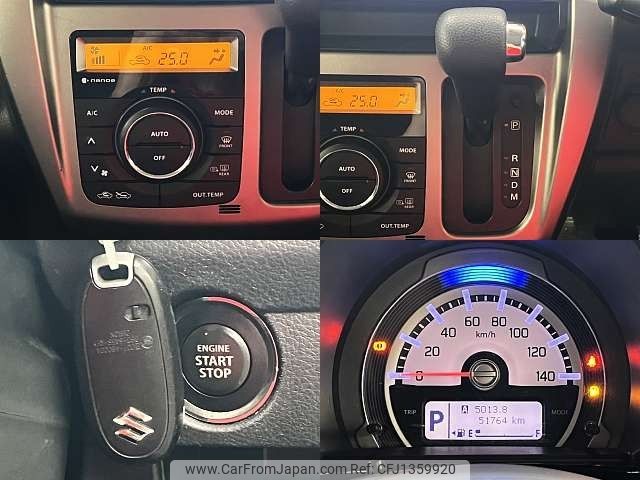 A/C
25.0
nanoe
TEMP
A/C
MODE
AUTO
OFF
FRONT
REAR
OUT.TEMP
A/C
25.0
TEMP
AUTO
OFF
MODE
FRONT
REAR
OUT.TEMP
P
R
N
D
M
ENGINE
START
STOP
0
20
40
60
80
100
120
140
km/h
TRIP
MODE
P
A 5013.8
51764 km
E
F
www.CarFromJapan.com - CFJ1359920